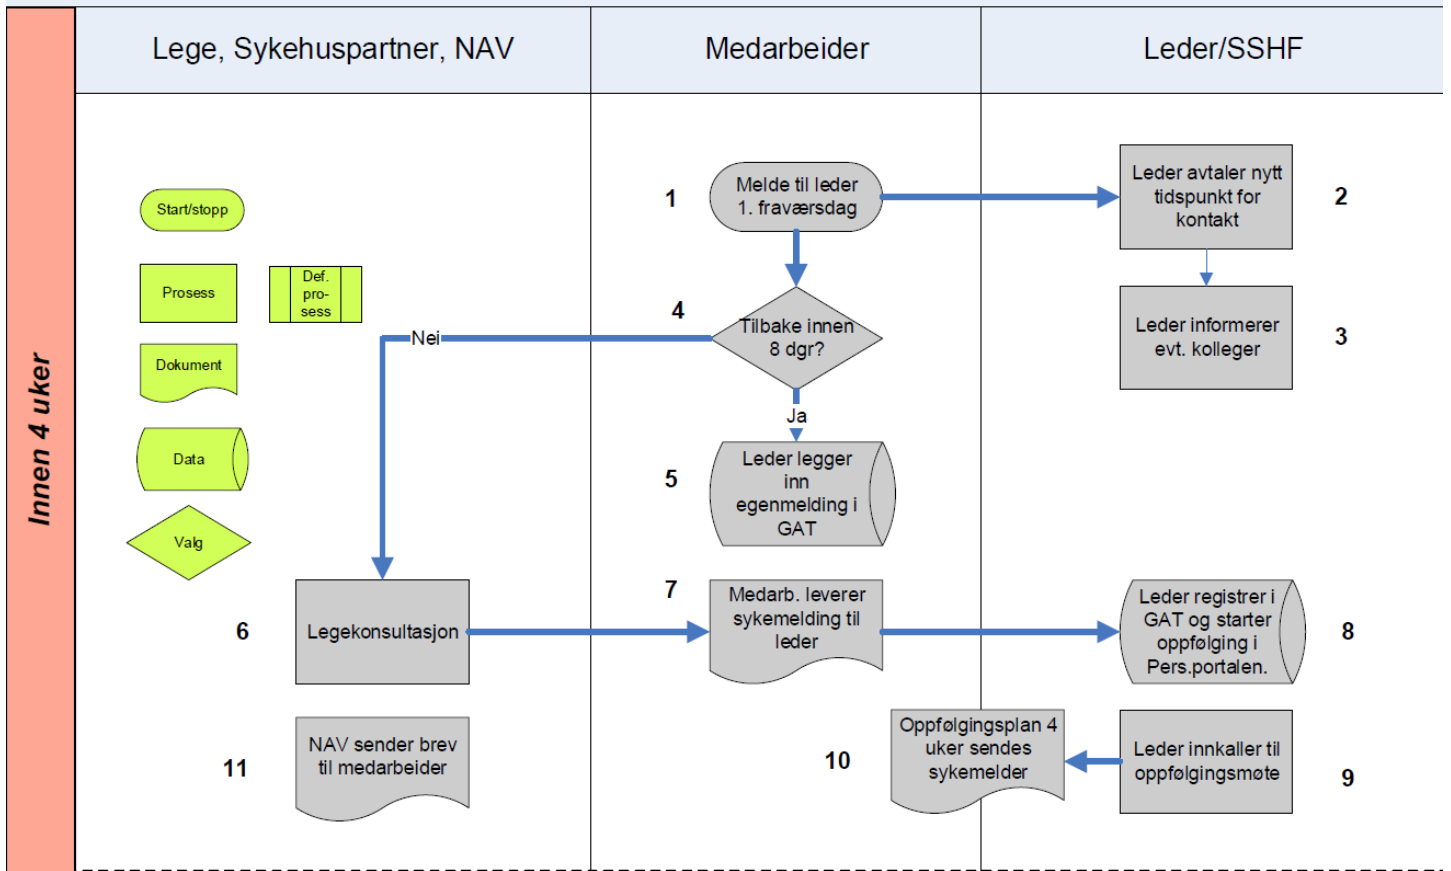 Lege, Sykehuspartner, NAV
Medarbeider
Leder/SSHF
Innen 4 uker
Start/stopp
Prosess
Def.
pro-
sess
Dokument
Data
Valg
1
Melde til leder
1. fraværsdag
Leder avtaler nytt
tidspunkt for
kontakt
2
4
Tilbake innen
8 dgr?
Nei
Ja
Leder informerer
evt. kolleger
3
5
Leder legger
inn
egenmelding i
GAT
6
Legekonsultasjon
7
Medarb. leverer
sykemelding til
leder
Leder registrer i
GAT og starter
oppfølging i
Pers.portalen.
8
11
NAV sender brev
til medarbeider
10
Oppfølgingsplan 4
uker sendes
sykemelder
Leder innkaller til
oppfølgingsmøte
9